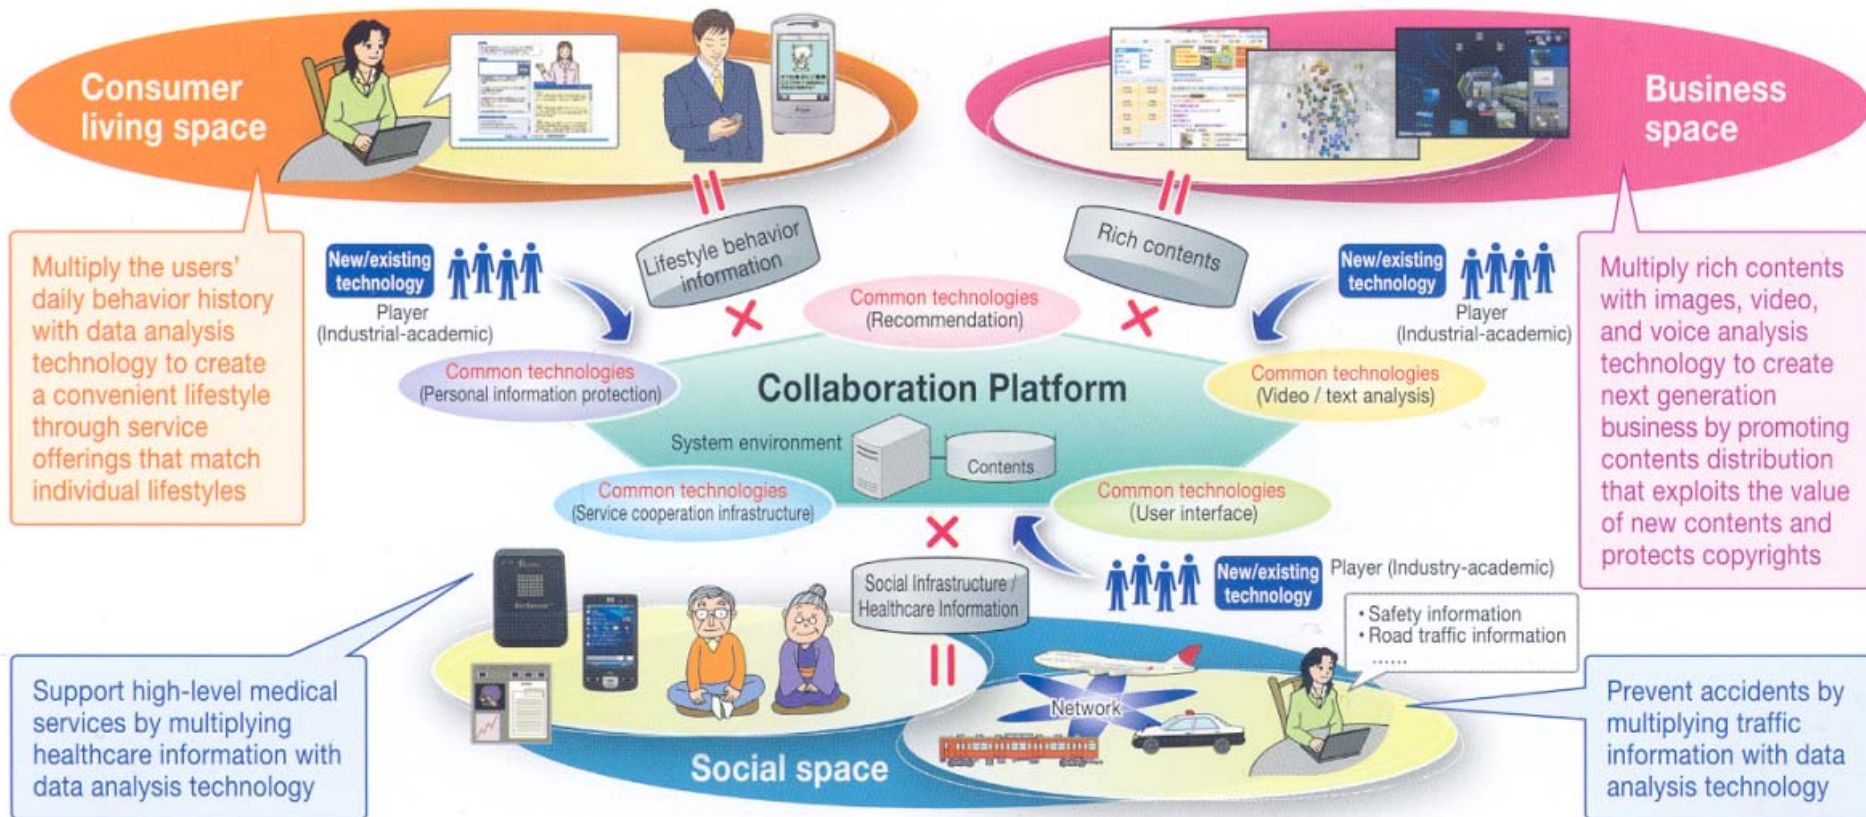 Consumer
living space
Business
space
Multiply the users'
daily behavior history
with data analysis
technology to create
a convenient lifestyle
through service
offerings that match
individual lifestyles
New/existing
technology
Player
(Industrial-academic)
Lifestyle behavior
information
Rich contents
New/existing
technology
Player
(Industrial-academic)
Multiply rich contents
with images, video,
and voice analysis
technology to create
next generation
business by promoting
contents distribution
that exploits the value
of new contents and
protects copyrights
Common technologies
(Recommendation)
Common technologies
(Personal information protection)
Collaboration Platform
Common technologies
(Video / text analysis)
System environment
Contents
Common technologies
(Service cooperation infrastructure)
Common technologies
(User interface)
Social Infrastructure /
Healthcare Information
New/existing
technology
Player (Industry-academic)
• Safety information
• Road traffic information
......
Support high-level medical
services by multiplying
healthcare information with
data analysis technology
Network
Social space
Prevent accidents by
multiplying traffic
information with data
analysis technology